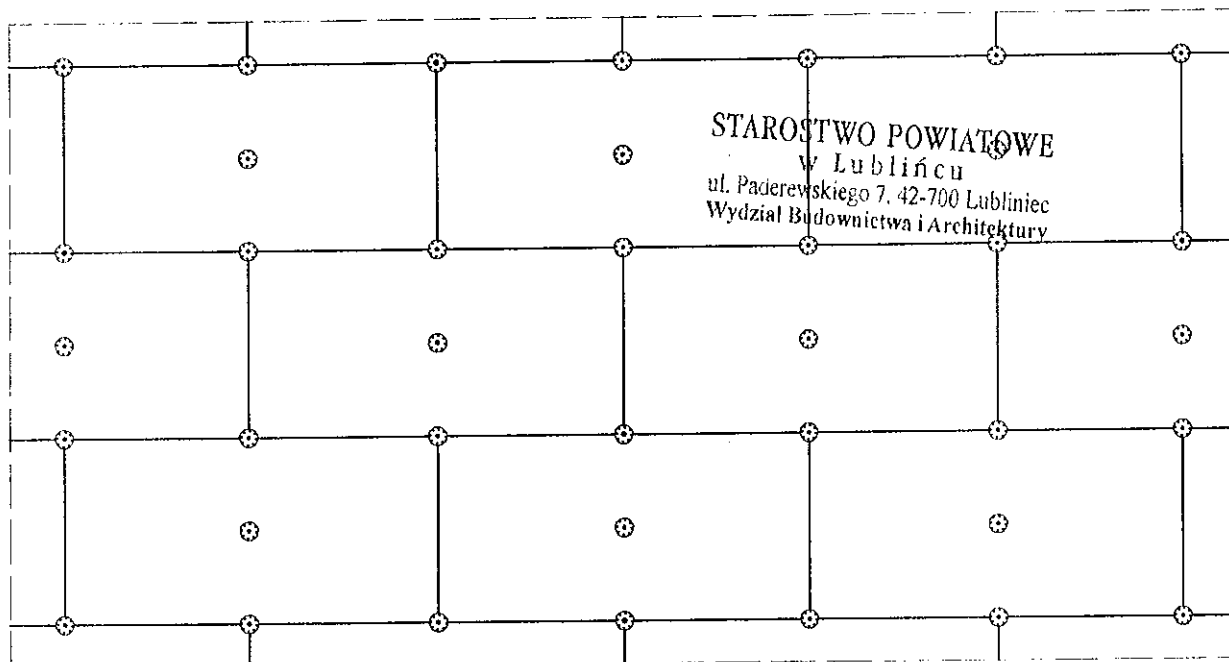 STAROSTWO POWIATOWE
w Lublińcu
ul. Paderewskiego 7, 42-700 Lubliniec
Wydział Budownictwa i Architektury